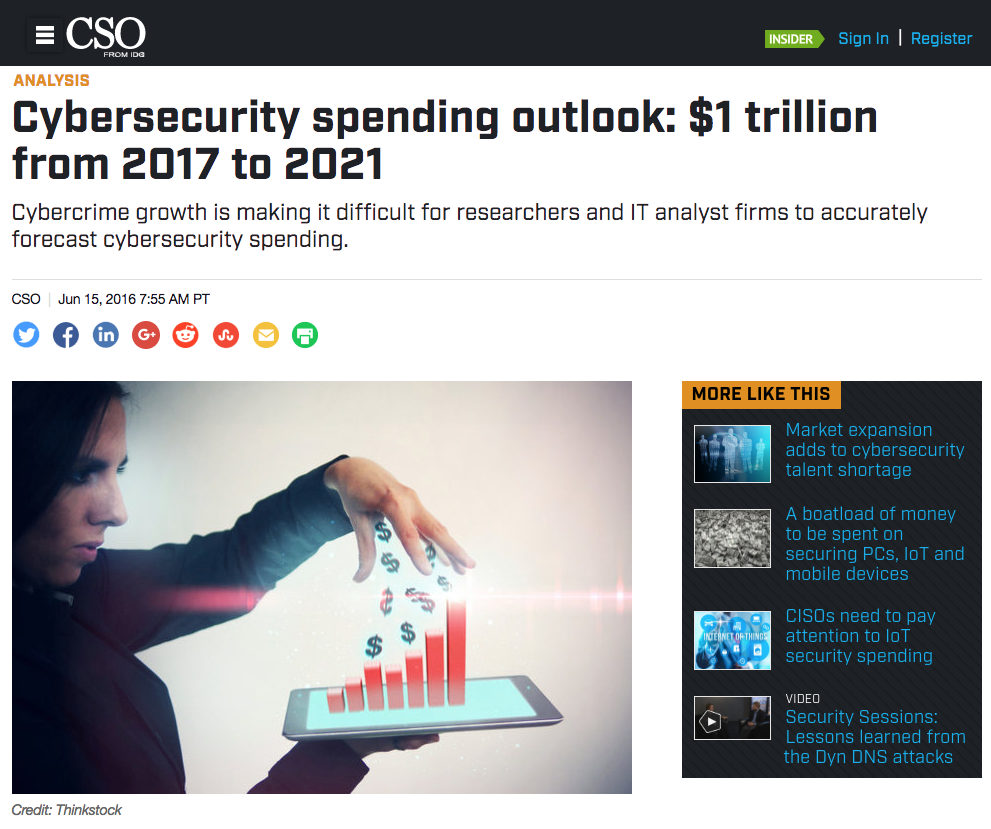 CSO
FROM IDG
INSIDER
Sign In | Register
ANALYSIS
Cybersecurity spending outlook: $1 trillion
from 2017 to 2021
Cybercrime growth is making it difficult for researchers and IT analyst firms to accurately
forecast cybersecurity spending.
CSO | Jun 15, 2016 7:55 AM PT
in
G+
$
$
$
$
$
$
$
$
$
MORE LIKE THIS
Market expansion
adds to cybersecurity
talent shortage
A boatload of money
to be spent on
securing PCs, IoT and
mobile devices
INTERNET OF THINGS
CISOs need to pay
attention to IoT
security spending
VIDEO
Security Sessions:
Lessons learned from
the Dyn DNS attacks
Credit: Thinkstock